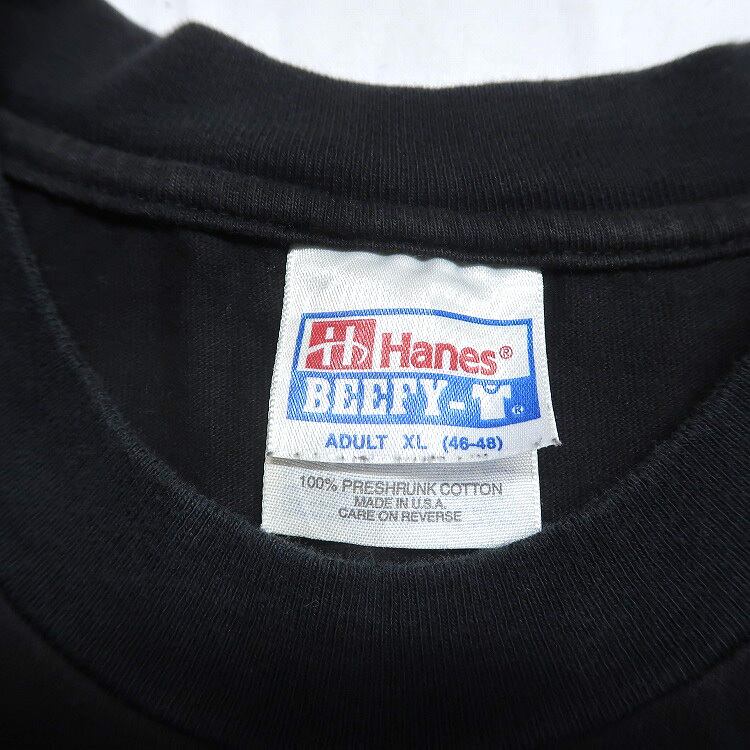 Hanes®
BEEFY-®
ADULT XL (46-48)
100% PRESHRUNK COTTON
MADE IN U.S.A.
CARE ON REVERSE